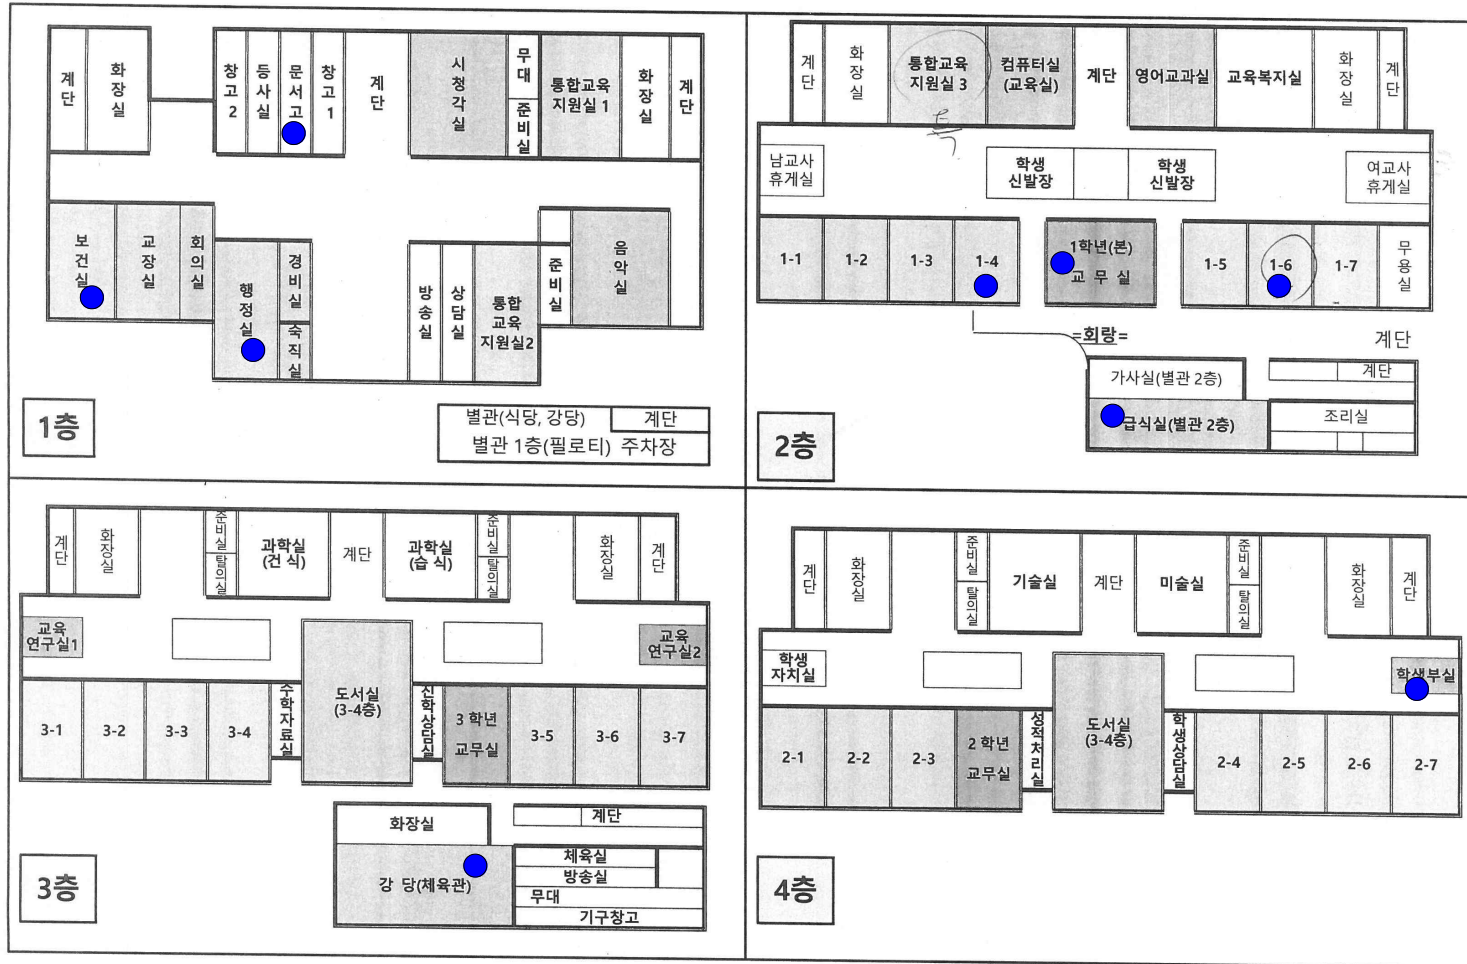 계단
화장실
창고2
등사실
문서고
창고1
계단
시청각실
무대
준비실
통합교육
지원실 1
화장실
계단
보건실
교장실
회의실
행정실
경비실
숙직실
방송실
상담실
통합
교육
지원실2
준비실
음악실
1층
별관(식당, 강당)
계단
별관 1층(필로티) 주차장
계단
화장실
통합교육
지원실 3
컴퓨터실
(교육실)
계단
영어교과실
교육복지실
화장실
계단
남교사
휴게실
학생
신발장
학생
신발장
여교사
휴게실
1-1
1-2
1-3
1-4
1학년(본)
교 무 실
1-5
1-6
1-7
무용실
=회랑=
계단
가사실(별관 2층)
계단
급식실(별관 2층)
조리실
2층
계단
화장실
준비실
탈의실
과학실
(건 식)
계단
과학실
(습 식)
준비실
탈의실
화장실
계단
교육
연구실1
교육
연구실2
3-1
3-2
3-3
3-4
수학자료실
도서실
(3-4층)
진학상담실
3 학년
교무실
3-5
3-6
3-7
화장실
계단
강 당(체육관)
체육실
방송실
무대
기구창고
3층
계단
화장실
준비실
탈의실
기술실
계단
미술실
준비실
탈의실
화장실
계단
학생
자치실
학생부실
2-1
2-2
2-3
2 학년
교무실
성적처리실
도서실
(3-4층)
학생상담실
2-4
2-5
2-6
2-7
4층